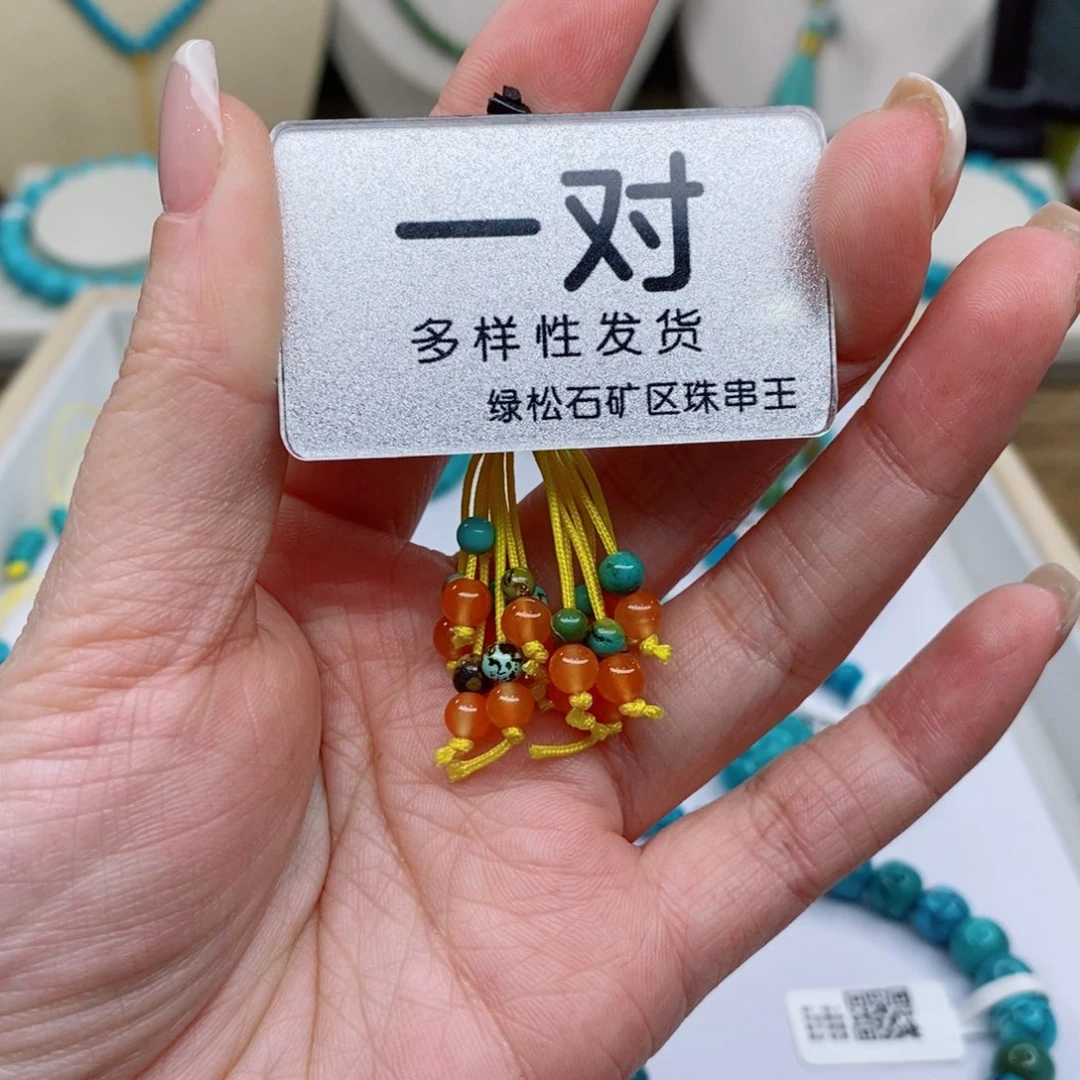 一对
多样性发货
绿松石矿区珠串王